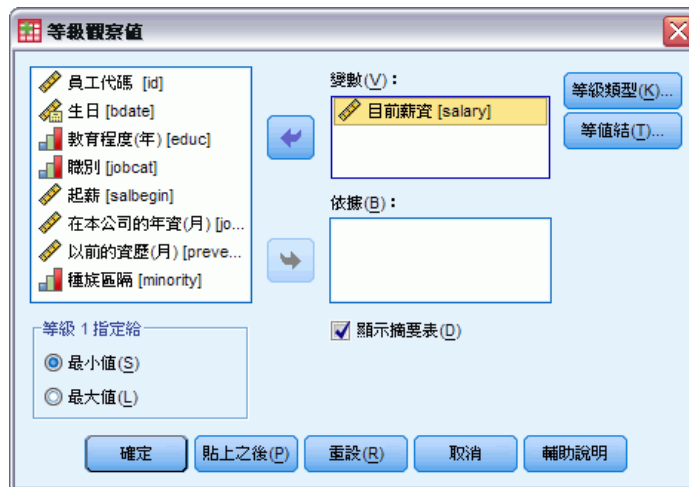 等級觀察值
員工代碼 [id]
生日 [bdate]
教育程度(年) [educ]
職別 [jobcat]
起薪 [salbegin]
在本公司的年資(月) [jo...
以前的資歷(月) [preve...
種族區隔 [minority]
變數(V)：
目前薪資 [salary]
依據(B)：
等級類型(K)...
等值結(T)...
等級 1 指定給
最小值(S)
最大值(L)
顯示摘要表(D)
確定
貼上之後(P)
重設(R)
取消
輔助說明